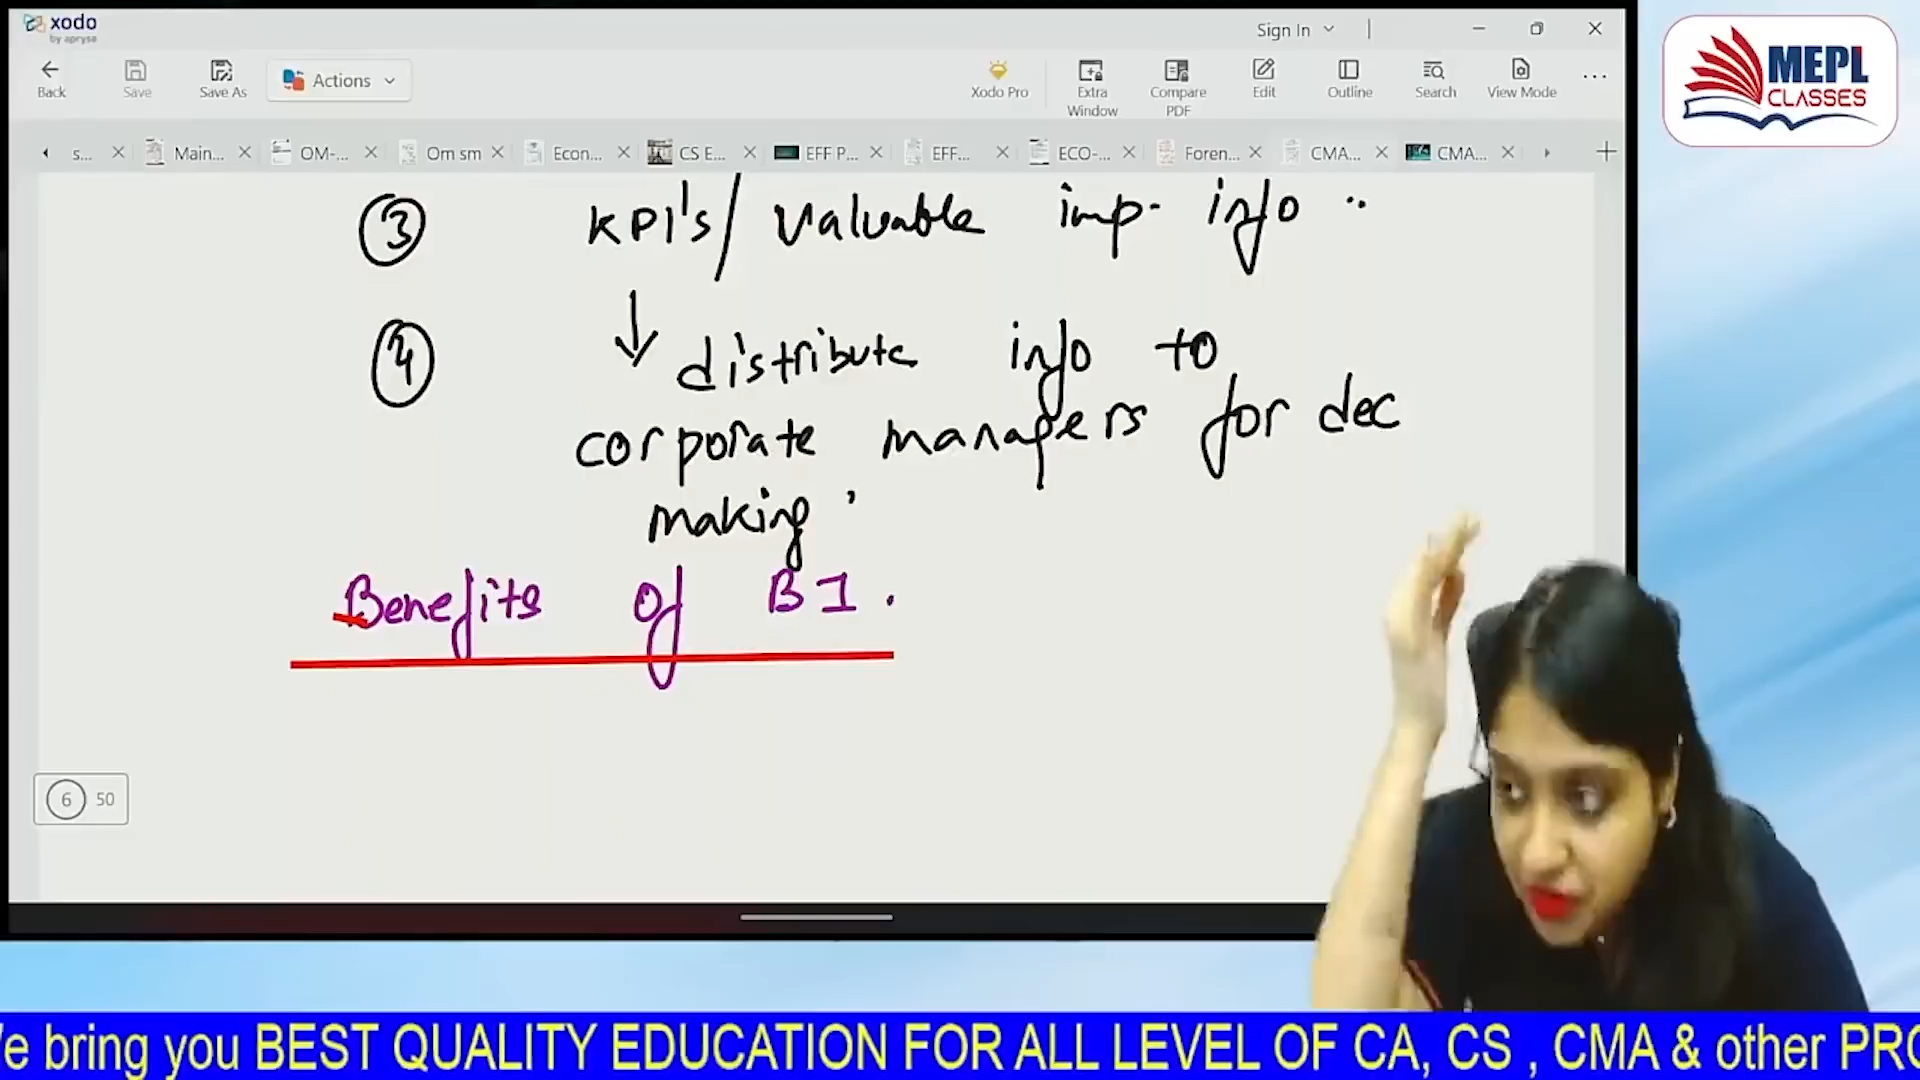 xodo
by apryse
Sign In
Back
Save
Save As
Actions
Xodo Pro
Extra Window
Compare PDF
Edit
Outline
Search
View Mode
s...
Main...
OM-...
Om sm
Econ...
CS E...
EFF P...
EFF...
ECO-...
Foren...
CMA...
CMA...
MEPL
CLASSES
③ KPI's / Valuable imp. info ..
④ ↓ distribute info to
corporate managers for dec
making
Benefits of BI.
6 50
e bring you BEST QUALITY EDUCATION FOR ALL LEVEL OF CA, CS , CMA & other PRO